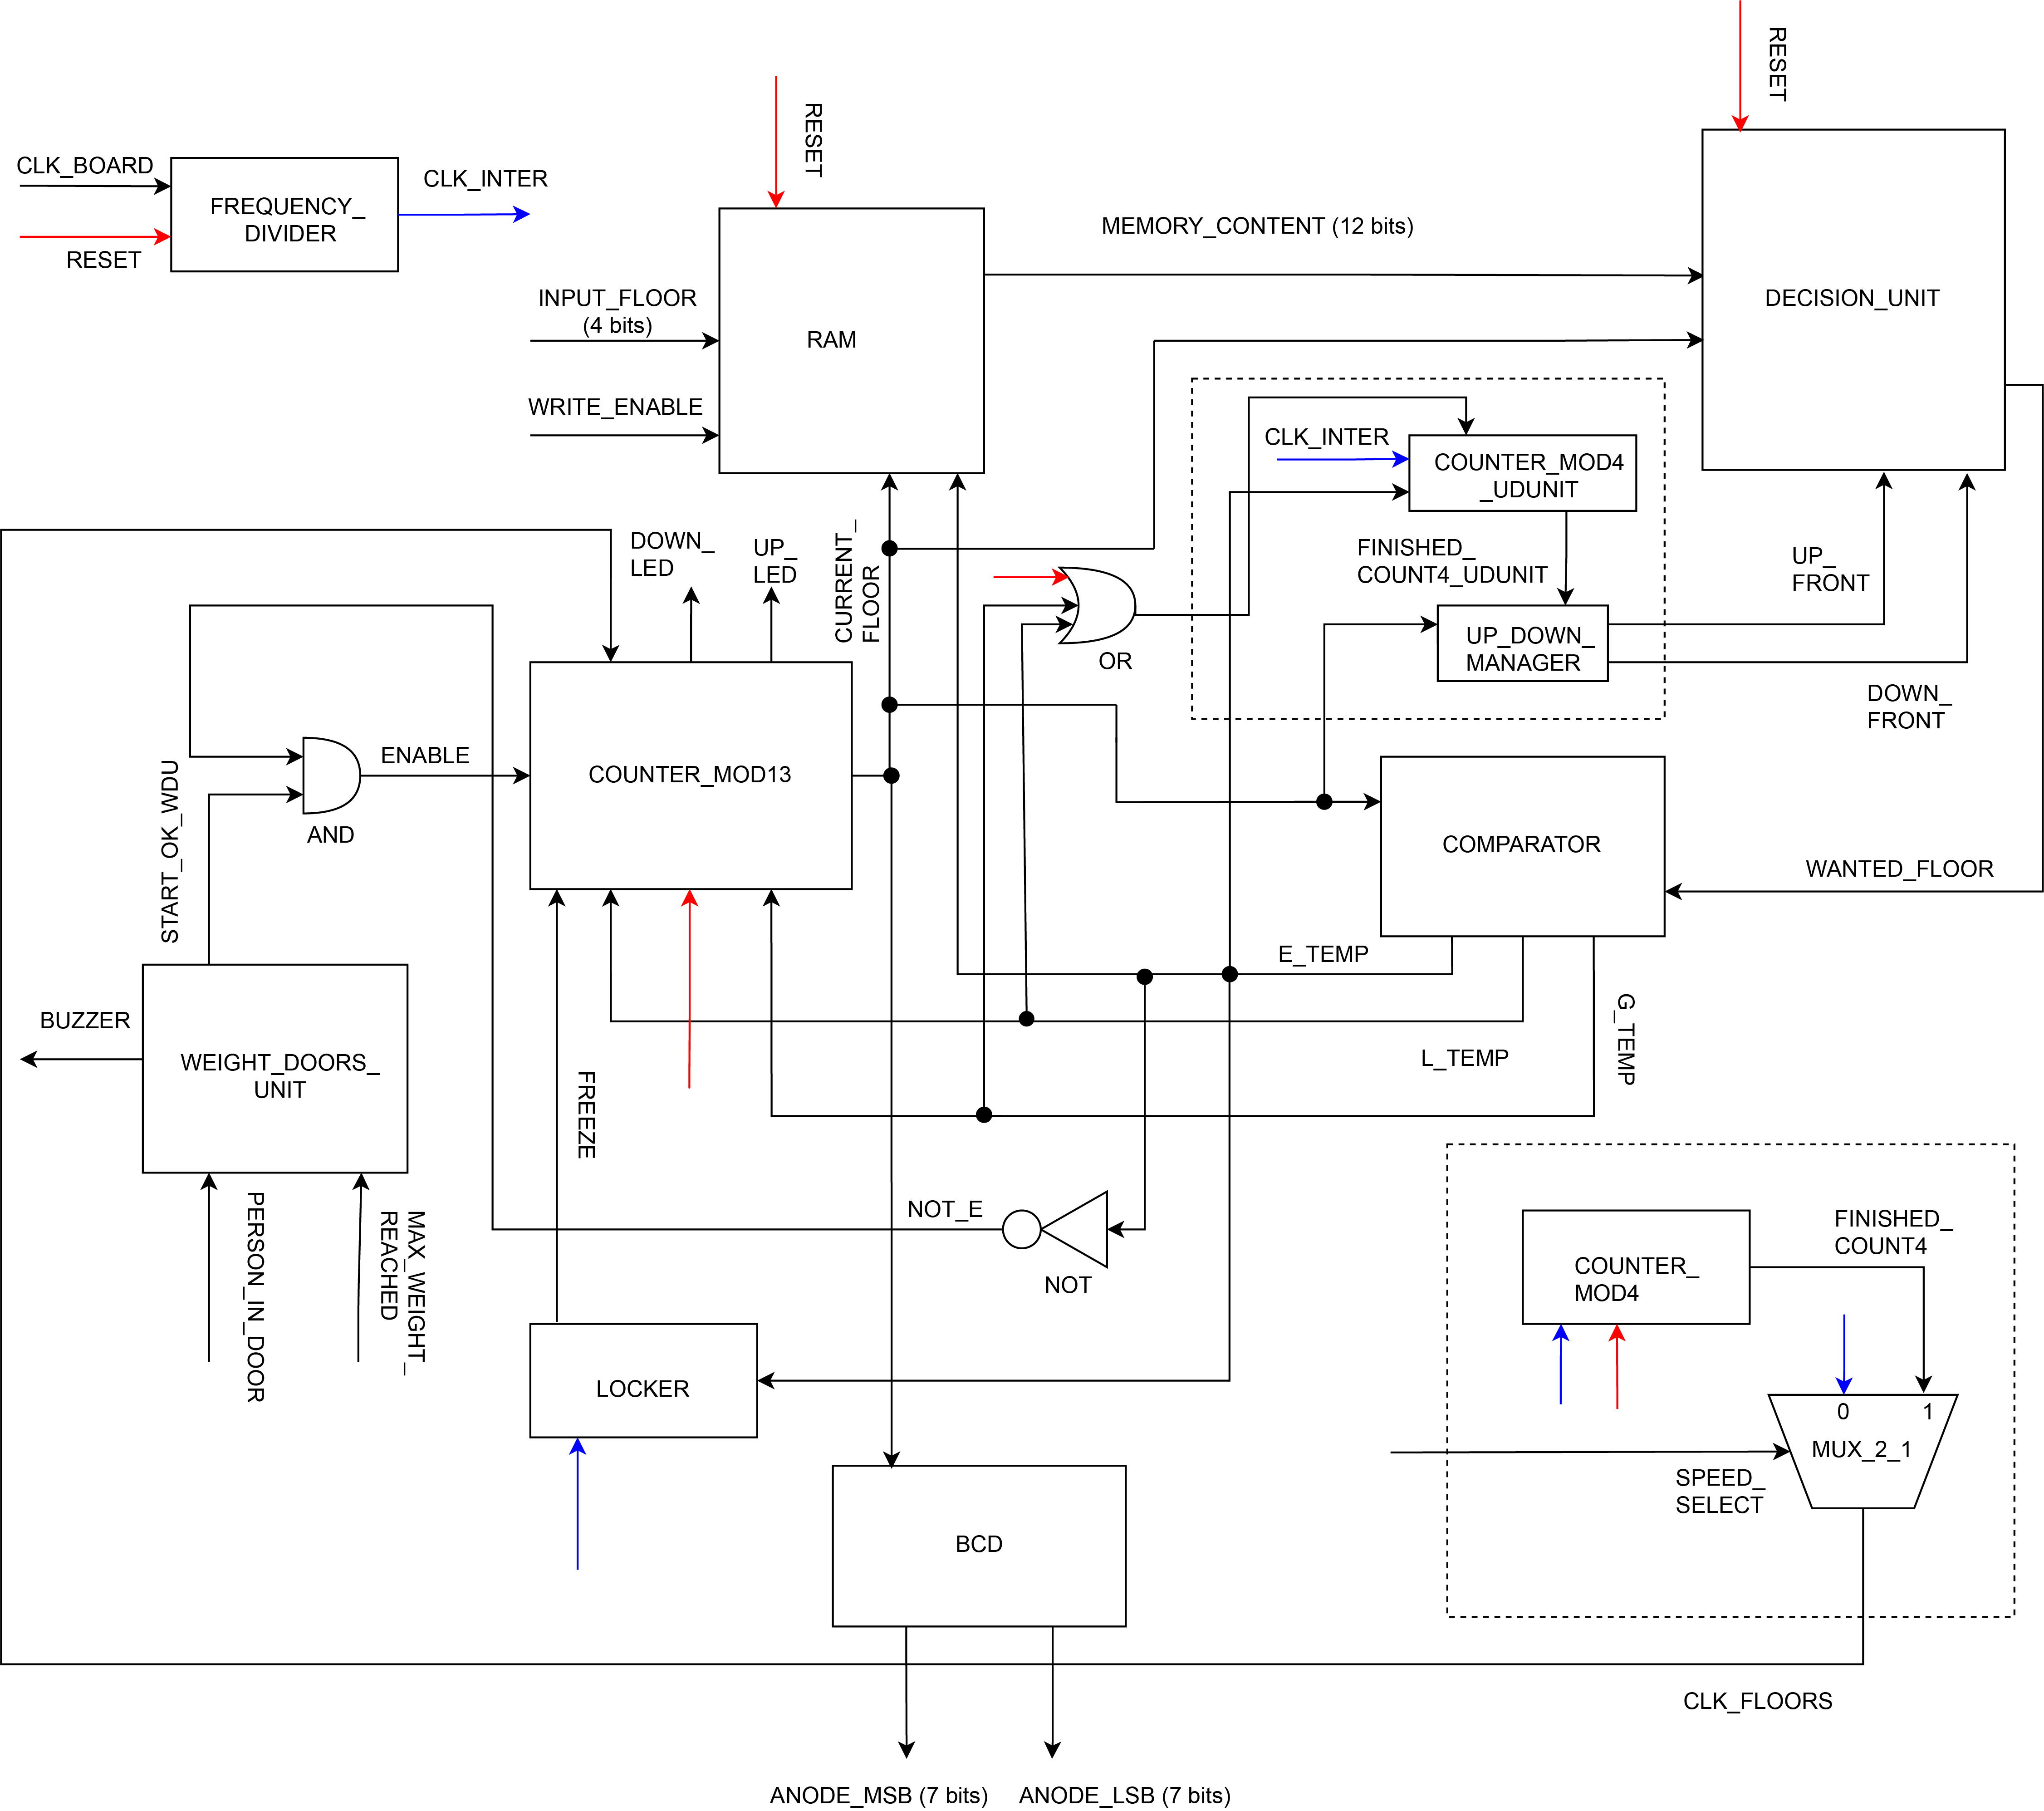 RESET
RESET
CLK_BOARD
CLK_INTER
FREQUENCY_
DIVIDER
RESET
MEMORY_CONTENT (12 bits)
INPUT_FLOOR
(4 bits)
RAM
DECISION_UNIT
WRITE_ENABLE
CLK_INTER
COUNTER_MOD4
_UDUNIT
DOWN_
LED
UP_
LED
CURRENT_
FLOOR
FINISHED_
COUNT4_UDUNIT
UP_
FRONT
OR
UP_DOWN_
MANAGER
DOWN_
FRONT
START_OK_WDU
ENABLE
AND
COUNTER_MOD13
COMPARATOR
WANTED_FLOOR
E_TEMP
G_TEMP
L_TEMP
BUZZER
WEIGHT_DOORS_
UNIT
FREEZE
PERSON_IN_DOOR
MAX_WEIGHT_
REACHED
NOT_E
NOT
FINISHED_
COUNT4
COUNTER_
MOD4
LOCKER
0 1
MUX_2_1
SPEED_
SELECT
BCD
CLK_FLOORS
ANODE_MSB (7 bits)
ANODE_LSB (7 bits)